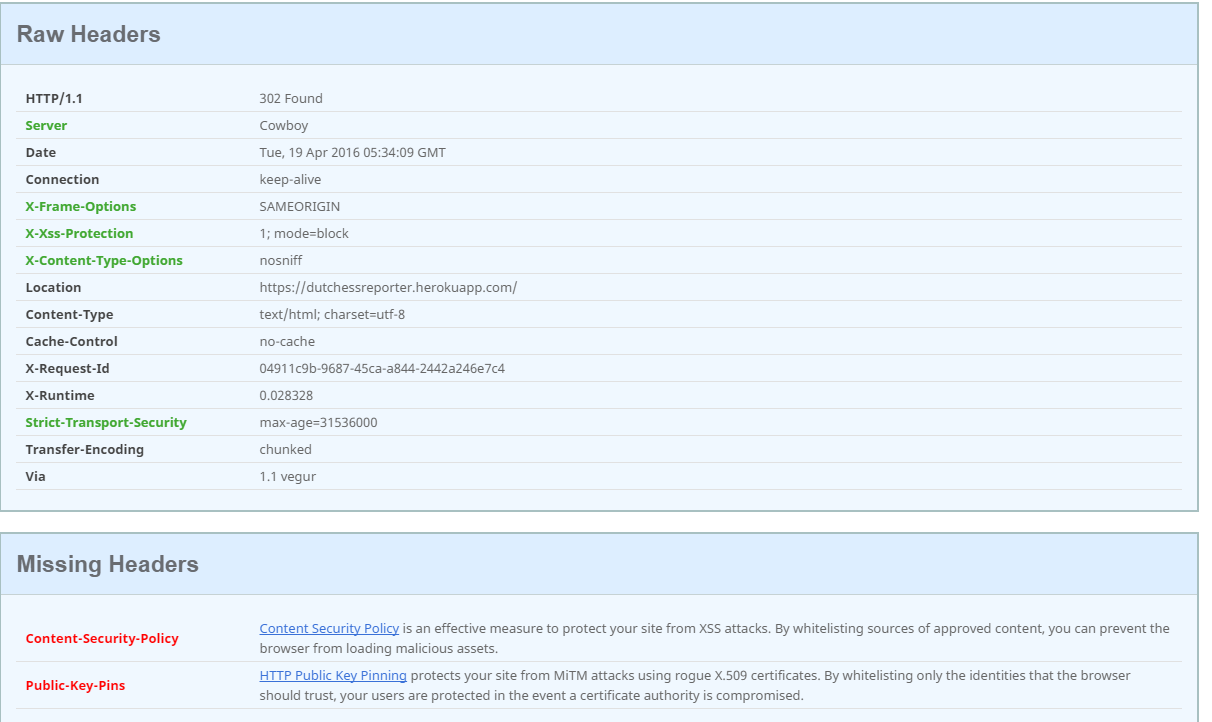 Raw Headers
HTTP/1.1 302 Found
Server Cowboy
Date Tue, 19 Apr 2016 05:34:09 GMT
Connection keep-alive
X-Frame-Options SAMEORIGIN
X-Xss-Protection 1; mode=block
X-Content-Type-Options nosniff
Location https://dutchessreporter.herokuapp.com/
Content-Type text/html; charset=utf-8
Cache-Control no-cache
X-Request-Id 04911c9b-9687-45ca-a844-2442a246e7c4
X-Runtime 0.028328
Strict-Transport-Security max-age=31536000
Transfer-Encoding chunked
Via 1.1 vegur
Missing Headers
Content-Security-Policy
Content Security Policy is an effective measure to protect your site from XSS attacks. By whitelisting sources of approved content, you can prevent the
browser from loading malicious assets.
Public-Key-Pins
HTTP Public Key Pinning protects your site from MiTM attacks using rogue X.509 certificates. By whitelisting only the identities that the browser
should trust, your users are protected in the event a certificate authority is compromised.